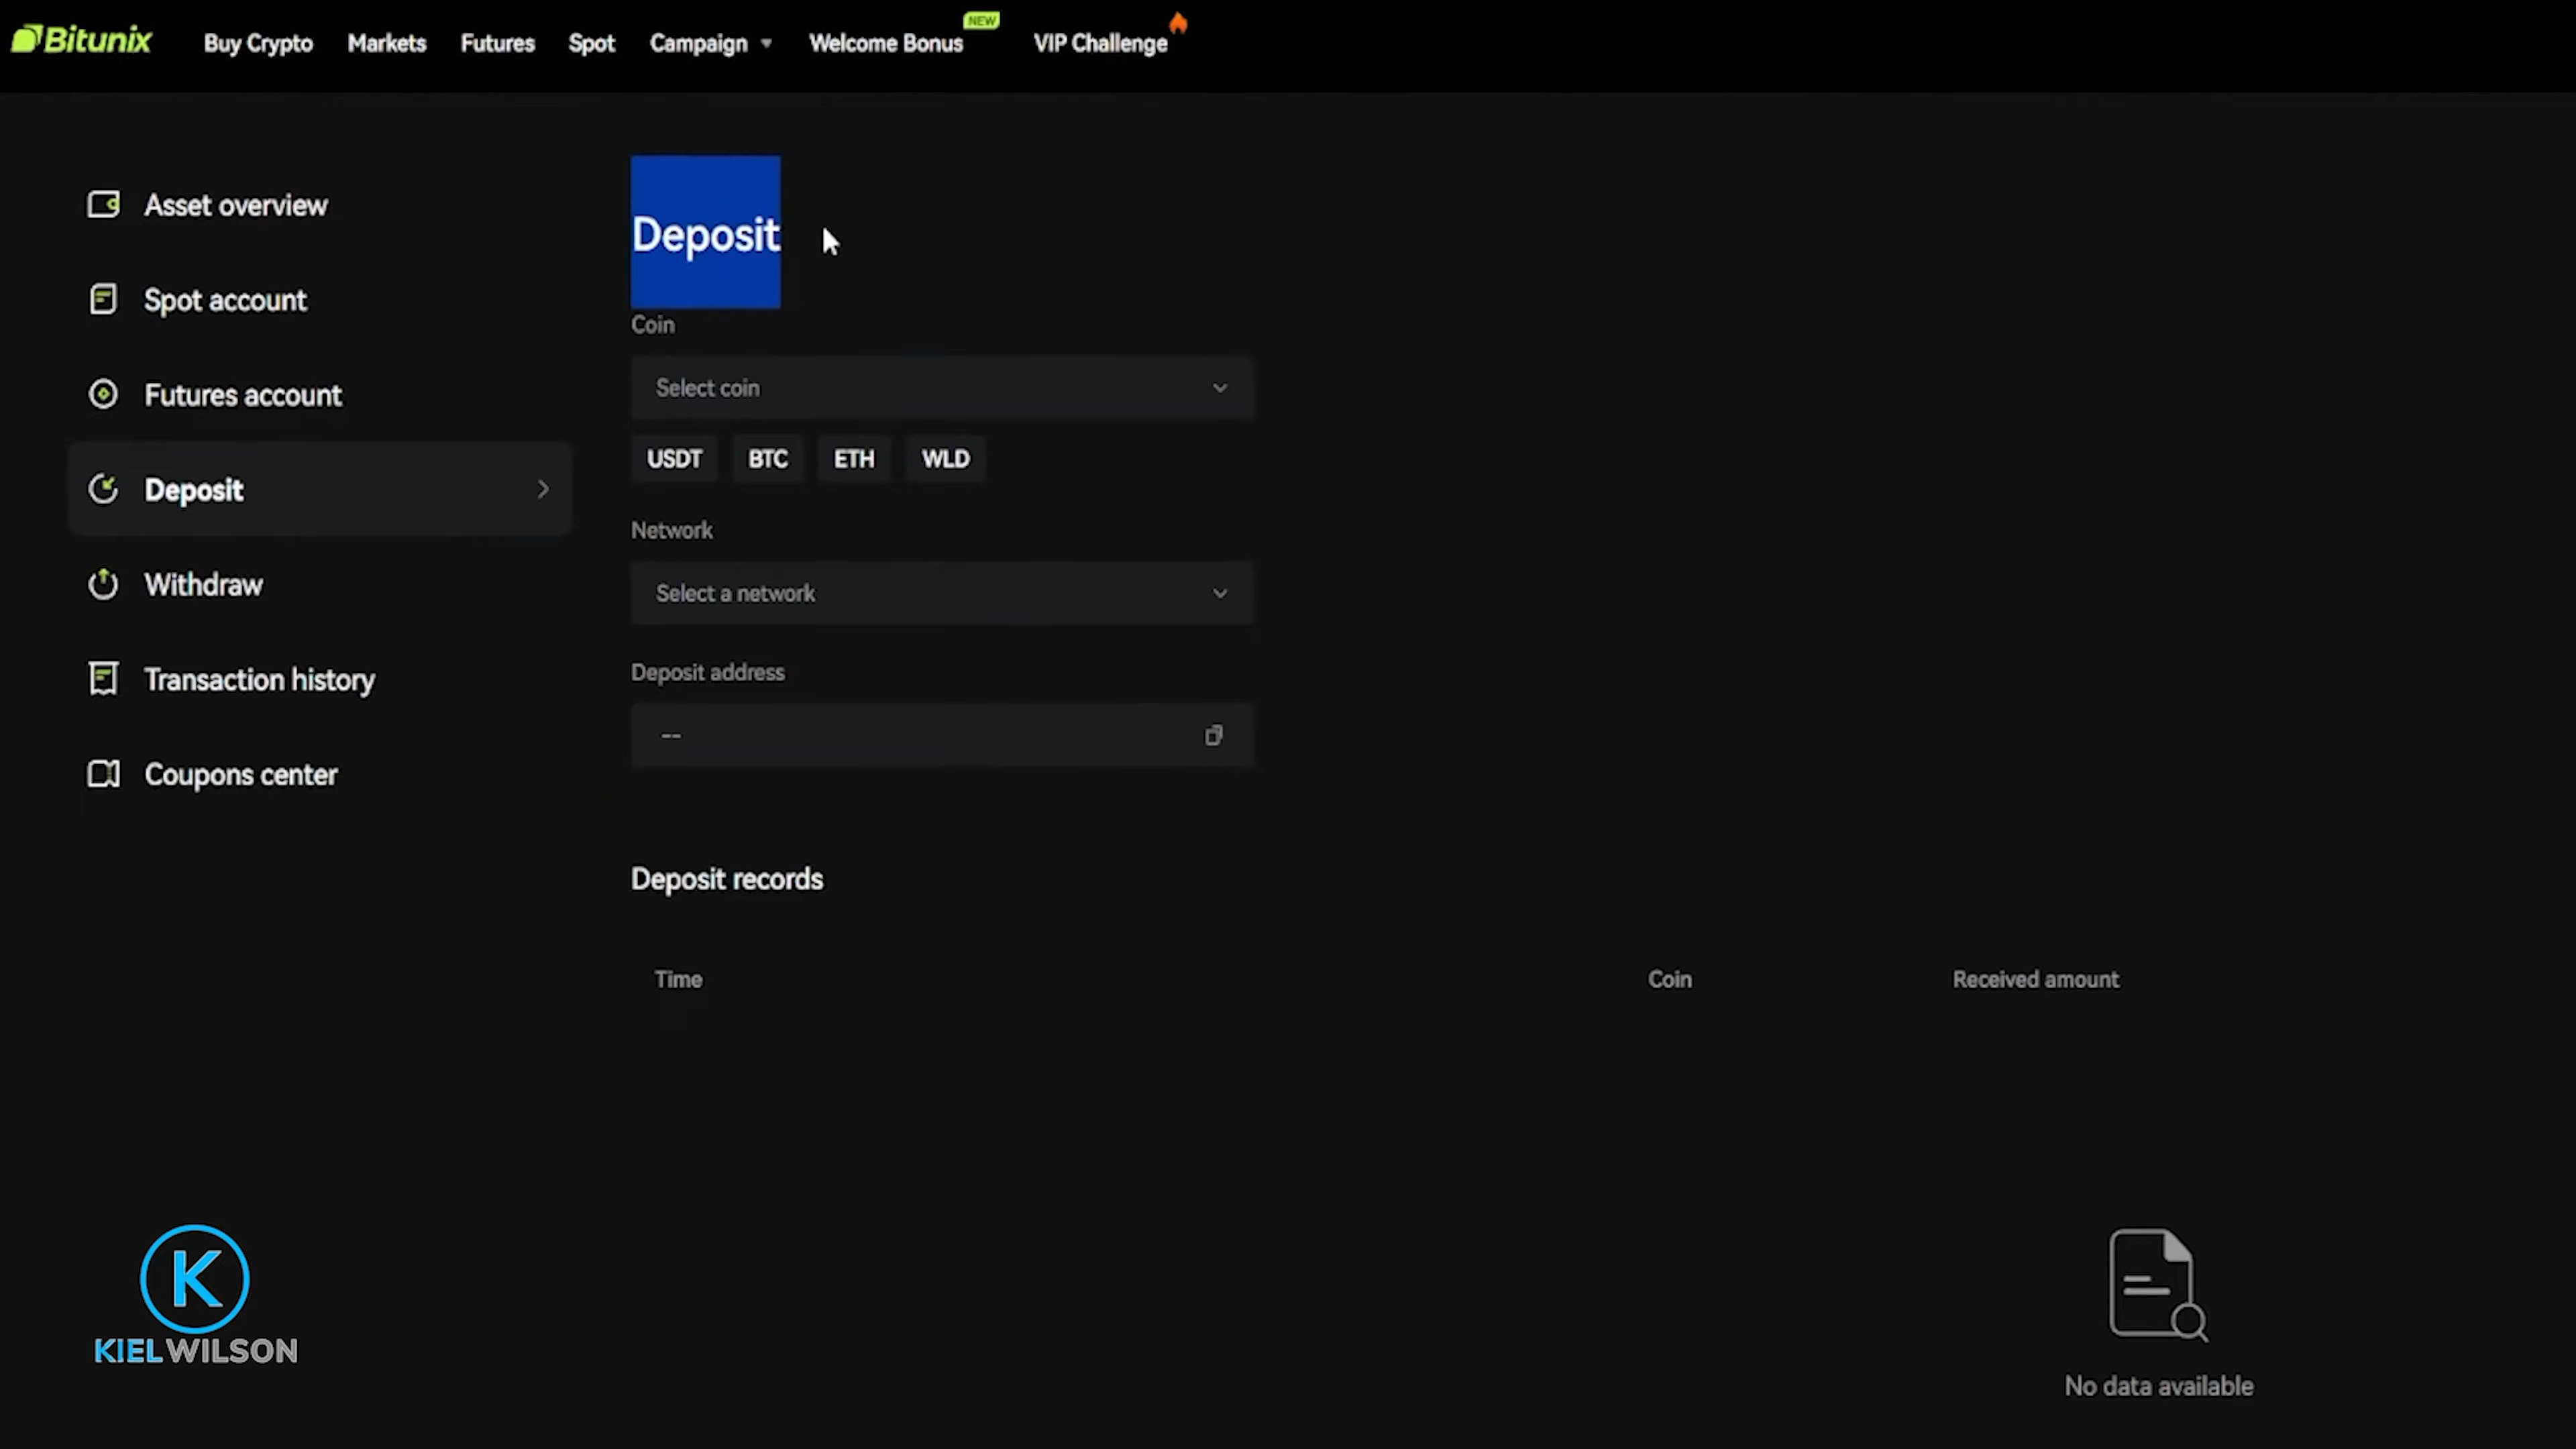 Bitunix
Buy Crypto
Markets
Futures
Spot
Campaign
Welcome Bonus
NEW
VIP Challenge
Asset overview
Spot account
Futures account
Deposit
Withdraw
Transaction history
Coupons center
Deposit
Coin
Select coin
USDT
BTC
ETH
WLD
Network
Select a network
Deposit address
--
Deposit records
Time
Coin
Received amount
No data available
K
KIELWILSON